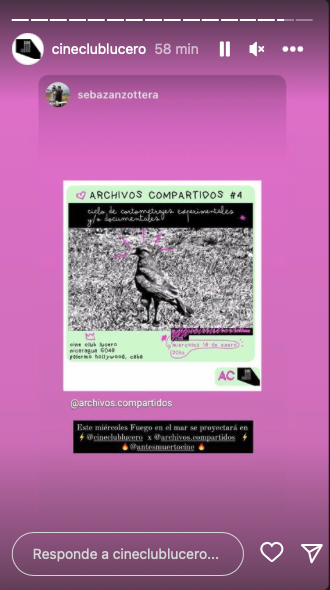 cineclublucero 58 min
sebazanzottera
ARCHIVOS COMPARTIDOS #4
ciclo de cortometrajes experimentales
y/o documentales
cine club lucero
nicaragua 5048
palermo hollywood, caba
miércoles 18 de enero
20hs
AC
@archivos.compartidos
Este miércoles Fuego en el mar se proyectará en
⚡@cineclublucero x @archivos.compartidos ⚡
🔥@antesmuertocine 🔥
Responde a cineclublucero...